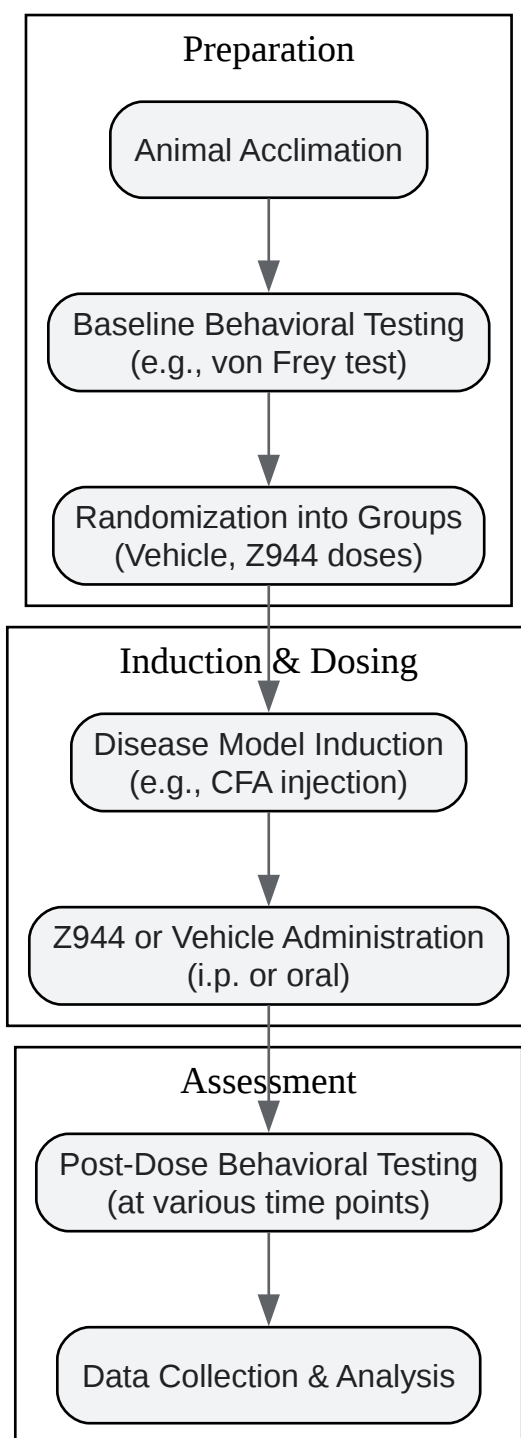 Preparation
Animal Acclimation
Baseline Behavioral Testing
(e.g., von Frey test)
Randomization into Groups
(Vehicle, Z944 doses)
Induction & Dosing
Disease Model Induction
(e.g., CFA injection)
Z944 or Vehicle Administration
(i.p. or oral)
Assessment
Post-Dose Behavioral Testing
(at various time points)
Data Collection & Analysis